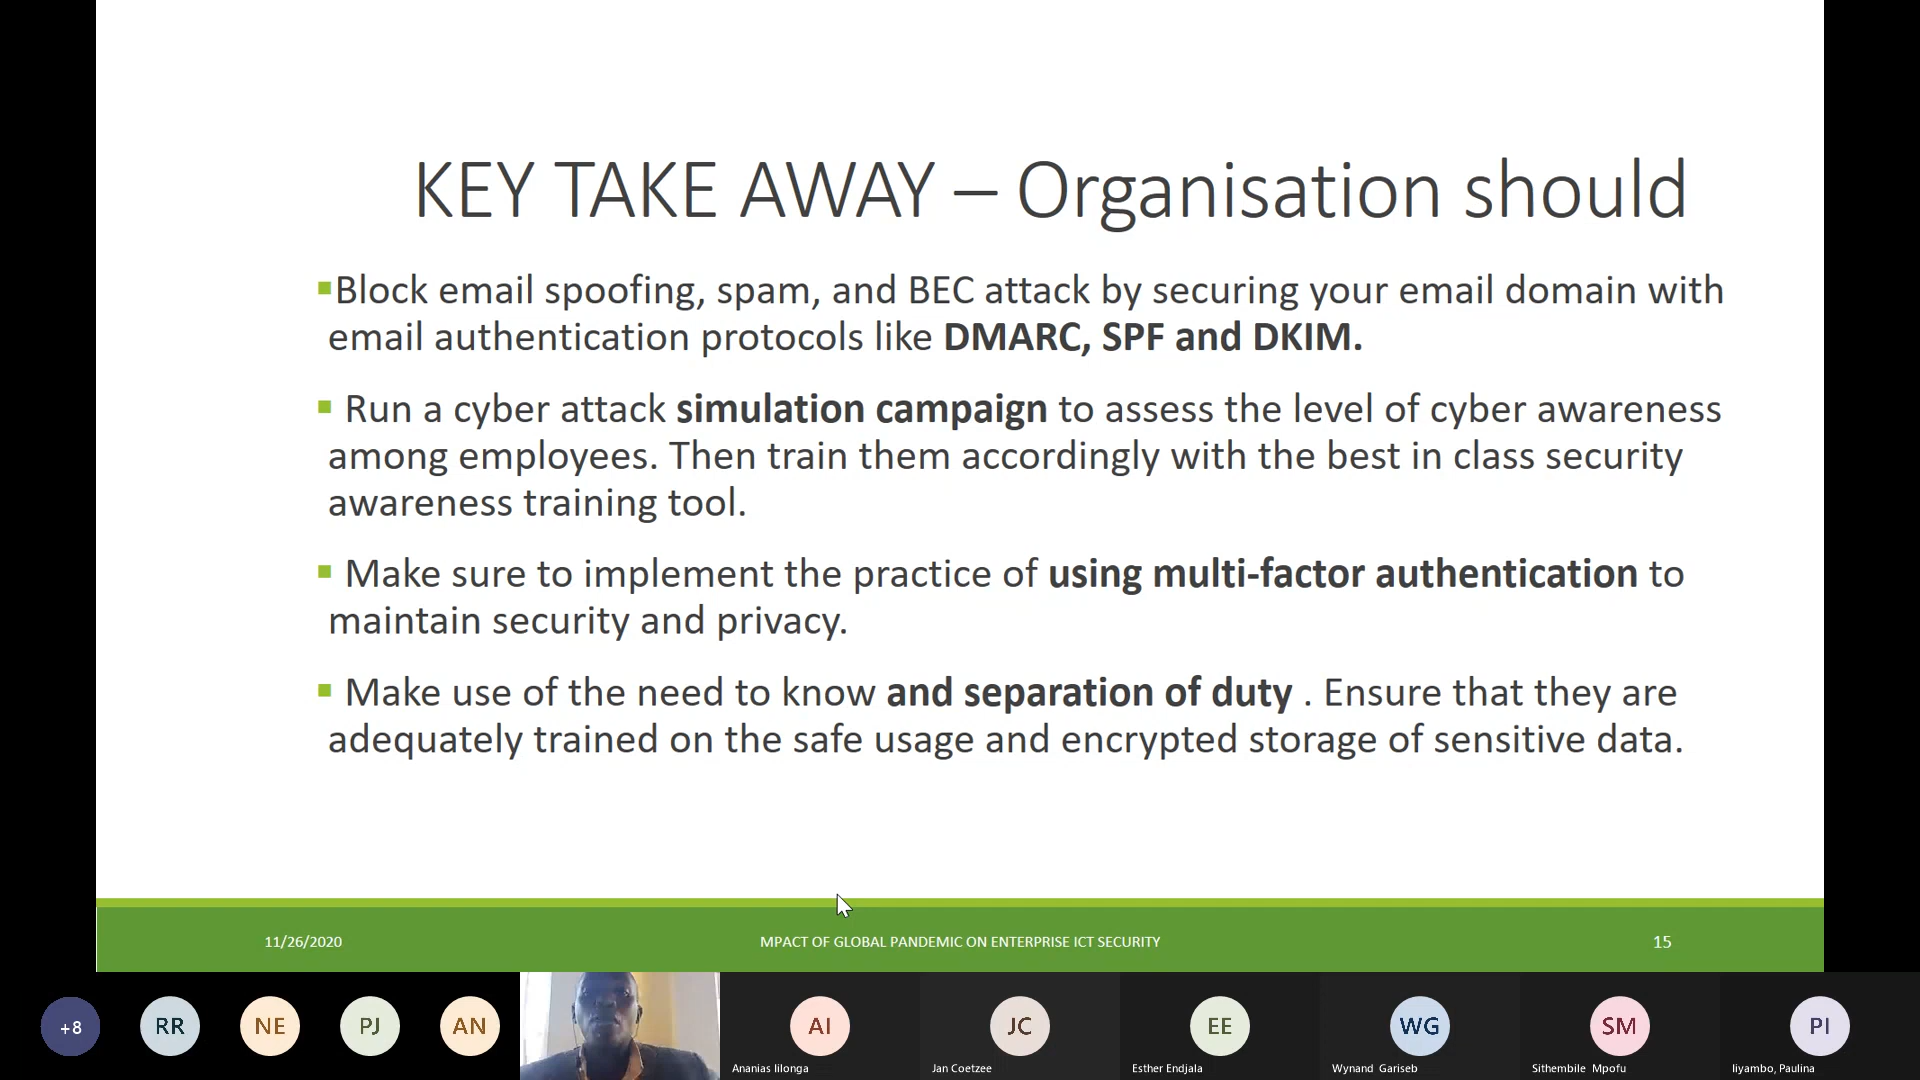 KEY TAKE AWAY – Organisation should
▪Block email spoofing, spam, and BEC attack by securing your email domain with
email authentication protocols like DMARC, SPF and DKIM.
▪ Run a cyber attack simulation campaign to assess the level of cyber awareness
among employees. Then train them accordingly with the best in class security
awareness training tool.
▪ Make sure to implement the practice of using multi-factor authentication to
maintain security and privacy.
▪ Make use of the need to know and separation of duty . Ensure that they are
adequately trained on the safe usage and encrypted storage of sensitive data.
11/26/2020 MPACT OF GLOBAL PANDEMIC ON ENTERPRISE ICT SECURITY 15
+8 RR NE PJ AN AI JC EE WG SM PI
Ananias Iilonga Jan Coetzee Esther Endjala Wynand Gariseb Sithembile Mpofu Iiyambo, Paulina